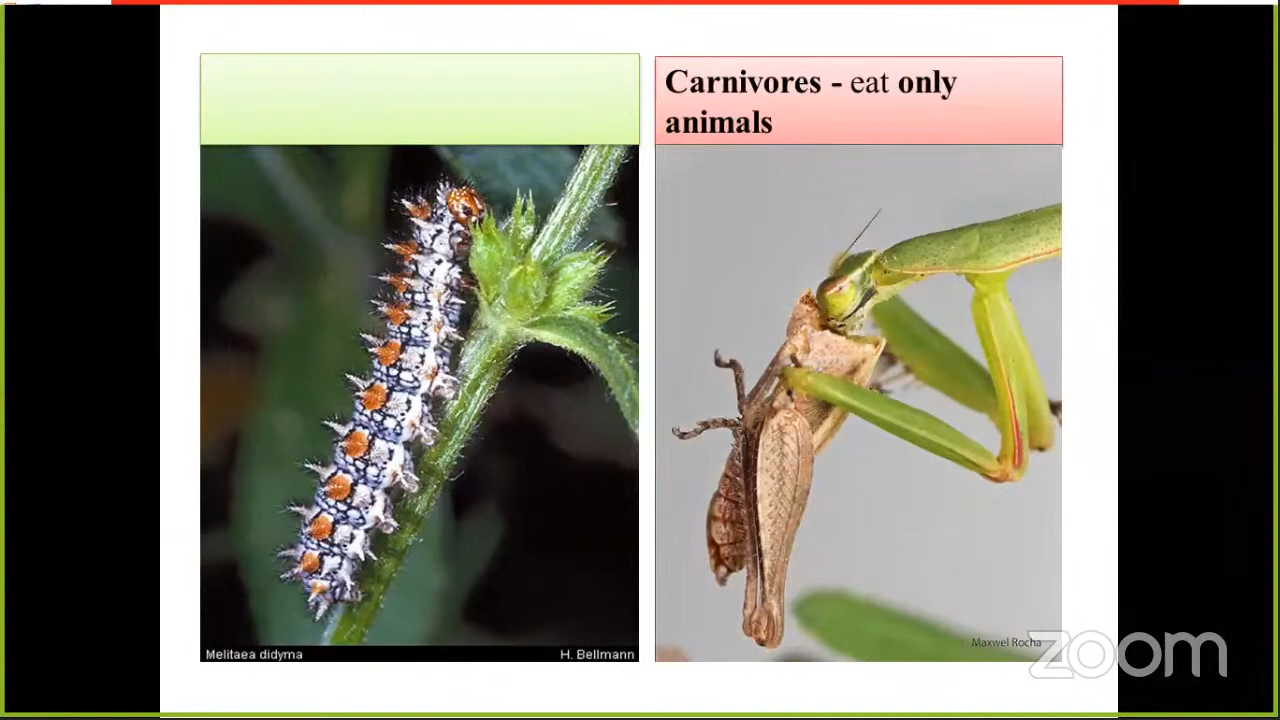 Carnivores - eat only
animals
Melitaea didyma
H. Bellmann
Maxwel Rocha
zoom